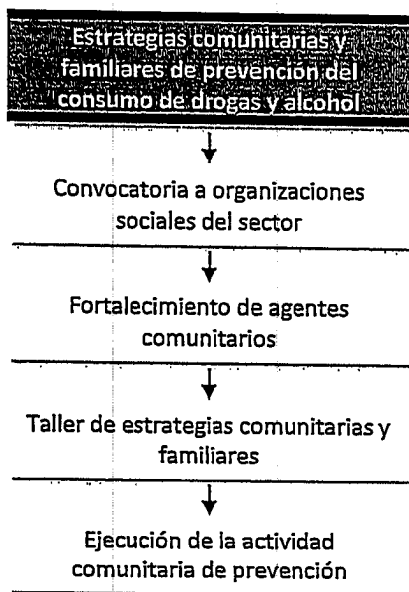 Estrategias comunitarias y
familiares de prevención del
consumo de drogas y alcohol
Convocatoria a organizaciones
sociales del sector
Fortalecimiento de agentes
comunitarios
Taller de estrategias comunitarias y
familiares
Ejecución de la actividad
comunitaria de prevención